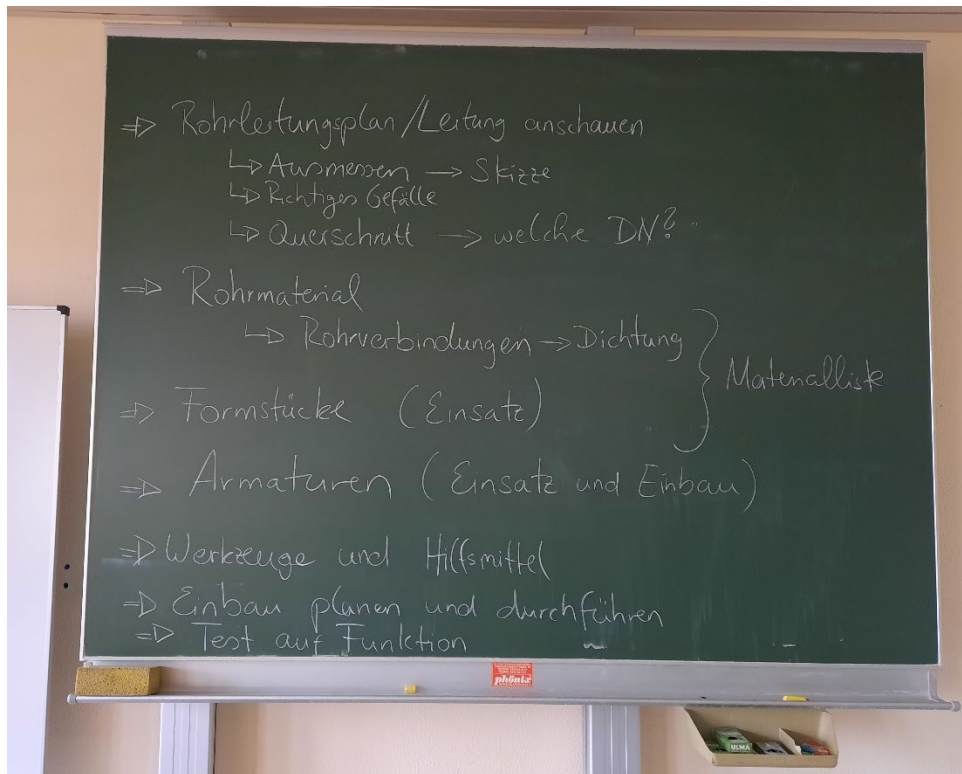 ⇒ Rohrleitungsplan/Leitung anschauen
↳ Ausmessen → Skizze
↳ Richtiges Gefälle
↳ Querschnitt → welche DN?
⇒ Rohrmaterial
↳ Rohrverbindungen → Dichtung
} Materialliste
⇒ Formstücke (Einsatz)
⇒ Armaturen (Einsatz und Einbau)
⇒ Werkzeuge und Hilfsmittel
⇒ Einbau planen und durchführen
⇒ Test auf Funktion
phönix
ULMA